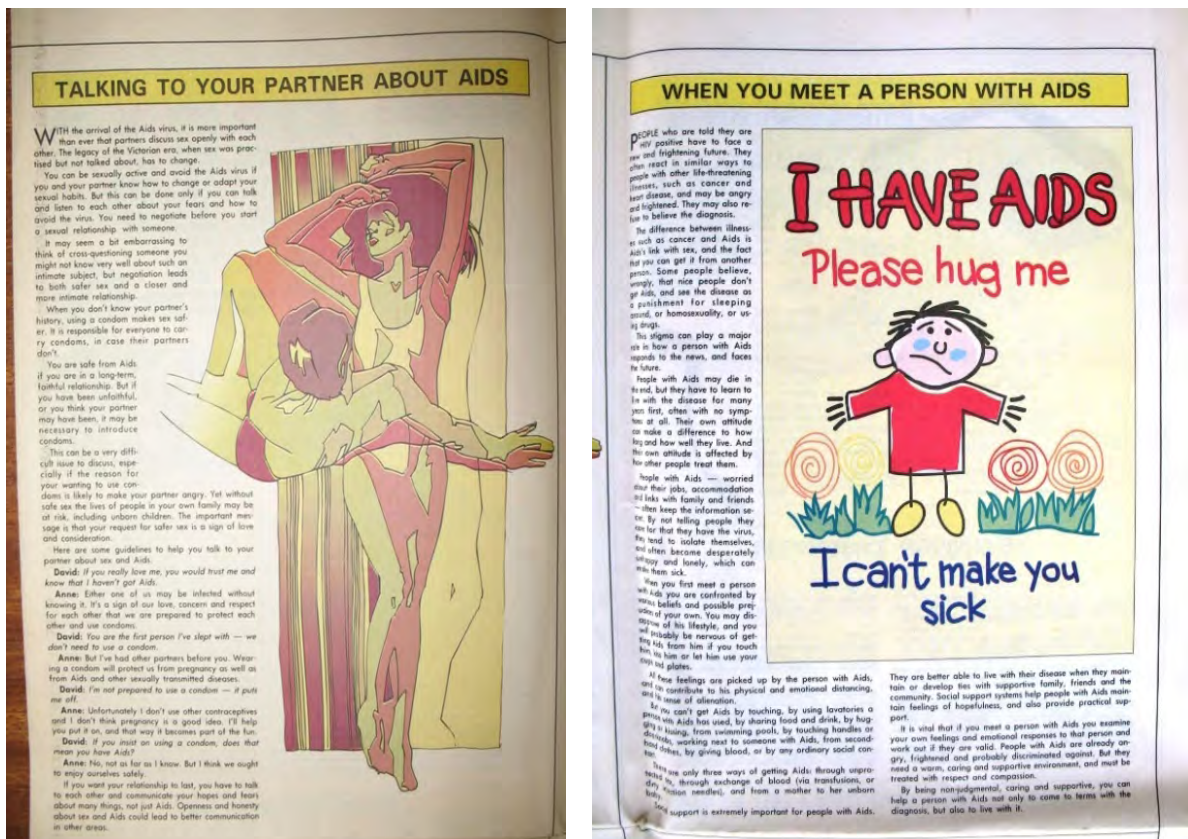 TALKING TO YOUR PARTNER ABOUT AIDS
WITH the arrival of the Aids virus, it is more important
than ever that partners discuss sex openly with each
other. The legacy of the Victorian era, when sex was prac-
tised but not talked about, has to change.
You can be sexually active and avoid the Aids virus if
you and your partner know how to change or adapt your
sexual habits. But this can be done only if you can talk
and listen to each other about your fears and how to
avoid the virus. You need to negotiate before you start
a sexual relationship with someone.
It may seem a bit embarrassing to
think of cross-questioning someone you
might not know very well about such an
intimate subject, but negotiation leads
to both safer sex and a closer and
more intimate relationship.
When you don't know your partner's
history, using a condom makes sex saf-
er. It is responsible for everyone to car-
ry condoms, in case their partners
don't.
You are safe from Aids
if you are in a long-term,
faithful relationship. But if
you have been unfaithful,
or you think your partner
may have been, it may be
necessary to introduce
condoms.
This can be a very diffi-
cult issue to discuss, espe-
cially if the reason for
your wanting to use con-
doms is likely to make your partner angry. Yet without
safe sex the lives of people in your own family may be
at risk, including unborn children. The important mes-
sage is that your request for safer sex is a sign of love
and consideration.
Here are some guidelines to help you talk to your
partner about sex and Aids.
David: If you really love me, you would trust me and
know that I haven't got Aids.
Anne: Either one of us may be infected without
knowing it. It's a sign of our love, concern and respect
for each other that we are prepared to protect each
other and use condoms.
David: You are the first person I've slept with — we
don't need to use a condom.
Anne: But I've had other partners before you. Wear-
ing a condom will protect us from pregnancy as well as
from Aids and other sexually transmitted diseases.
David: I'm not prepared to use a condom — it puts
me off.
Anne: Unfortunately I don't use other contraceptives
and I don't think pregnancy is a good idea. I'll help
you put it on, and that way it becomes part of the fun.
David: If you insist on using a condom, does that
mean you have Aids?
Anne: No, not as far as I know. But I think we ought
to enjoy ourselves safely.
If you want your relationship to last, you have to talk
to each other and communicate your hopes and fears
about many things, not just Aids. Openness and honesty
about sex and Aids could lead to better communication
in other areas.
WHEN YOU MEET A PERSON WITH AIDS
PEOPLE who are told they are
HIV positive have to face a
new and frightening future. They
often react in similar ways to
people with other life-threatening
illnesses, such as cancer and
heart disease, and may be angry
and frightened. They may also re-
fuse to believe the diagnosis.
The difference between illness-
es such as cancer and Aids is
Aids's link with sex, and the fact
that you can get it from another
person. Some people believe,
wrongly, that nice people don't
get Aids, and see the disease as
a punishment for sleeping
around, or homosexuality, or us-
ing drugs.
This stigma can play a major
role in how a person with Aids
responds to the news, and faces
the future.
People with Aids may die in
the end, but they have to learn to
live with the disease for many
years first, often with no symp-
toms at all. Their own attitude
can make a difference to how
long and how well they live. And
their own attitude is affected by
how other people treat them.
People with Aids — worried
about their jobs, accommodation
and links with family and friends
— often keep the information se-
cret. By not telling people they
care for that they have the virus,
they tend to isolate themselves,
and often become desperately
unhappy and lonely, which can
make them sick.
When you first meet a person
with Aids you are confronted by
various beliefs and possible prej-
udices of your own. You may dis-
approve of his lifestyle, and you
will probably be nervous of get-
ting Aids from him if you touch
him, kiss him or let him use your
cups and plates.
All these feelings are picked up by the person with Aids,
and can contribute to his physical and emotional distancing,
and his sense of alienation.
But you can't get Aids by touching, by using lavatories a
person with Aids has used, by sharing food and drink, by hug-
ging or kissing, from swimming pools, by touching handles or
doorknobs, working next to someone with Aids, from second-
hand clothes, by giving blood, or by any ordinary social con-
tact.
There are only three ways of getting Aids: through unpro-
tected sex, through exchange of blood (via transfusions, or
dirty injection needles), and from a mother to her unborn
baby.
Social support is extremely important for people with Aids.
They are better able to live with their disease when they main-
tain or develop ties with supportive family, friends and the
community. Social support systems help people with Aids main-
tain feelings of hopefulness, and also provide practical sup-
port.
It is vital that if you meet a person with Aids you examine
your own feelings and emotional responses to that person and
work out if they are valid. People with Aids are already an-
gry, frightened and probably discriminated against. But they
need a warm, caring and supportive environment, and must be
treated with respect and compassion.
By being non-judgmental, caring and supportive, you can
help a person with Aids not only to come to terms with the
diagnosis, but also to live with it.
I HAVE AIDS
Please hug me
I can't make you
sick